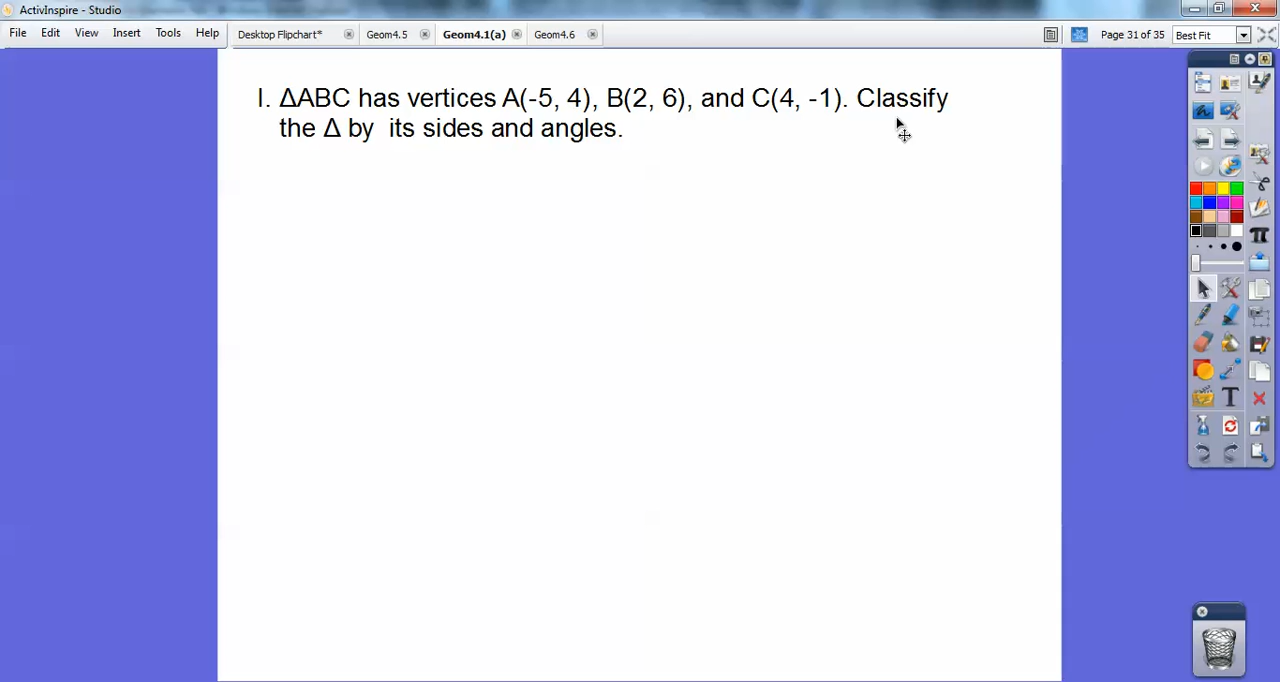 ActivInspire - Studio
File Edit View Insert Tools Help
Desktop Flipchart* Geom4.5 Geom4.1(a) Geom4.6
Page 31 of 35 Best Fit
I. ΔABC has vertices A(-5, 4), B(2, 6), and C(4, -1). Classify
the Δ by its sides and angles.